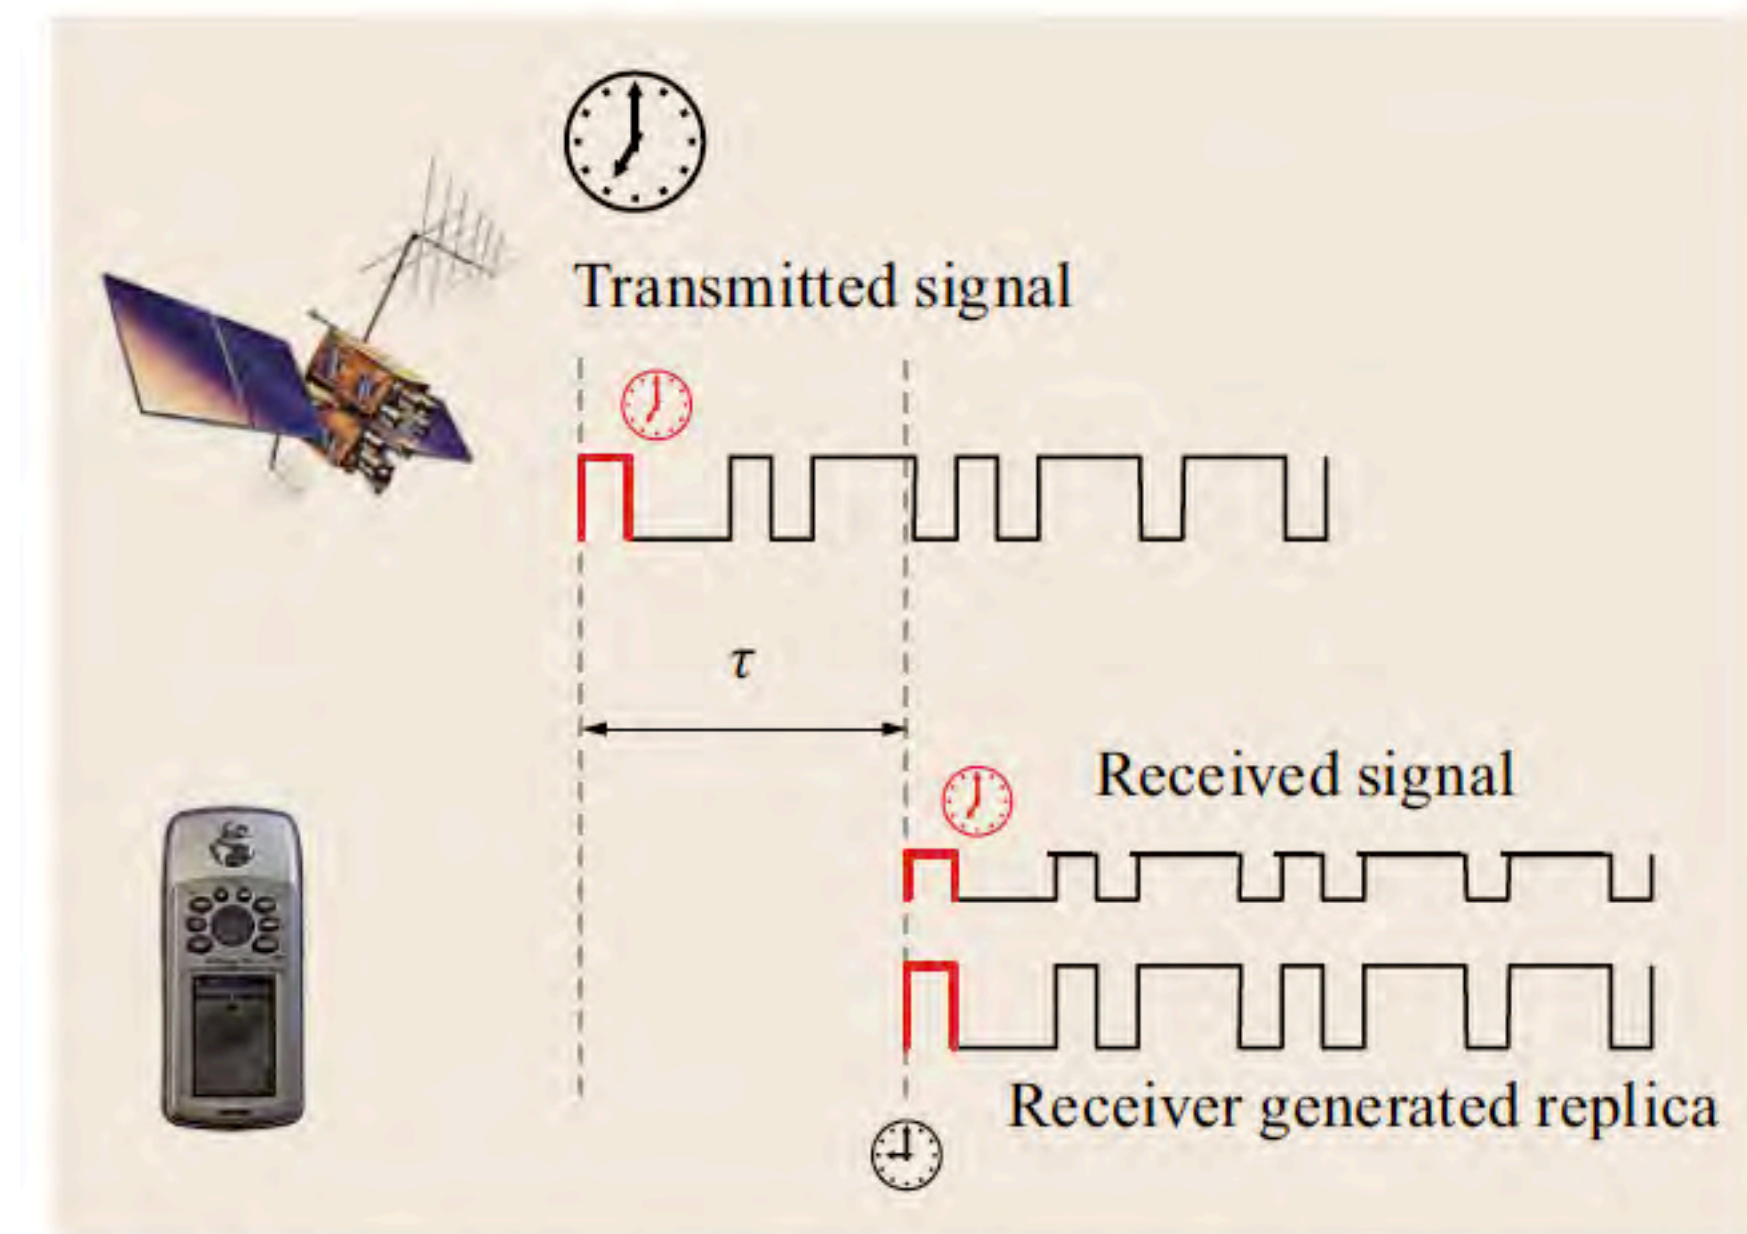 Transmitted signal
τ
Received signal
Receiver generated replica